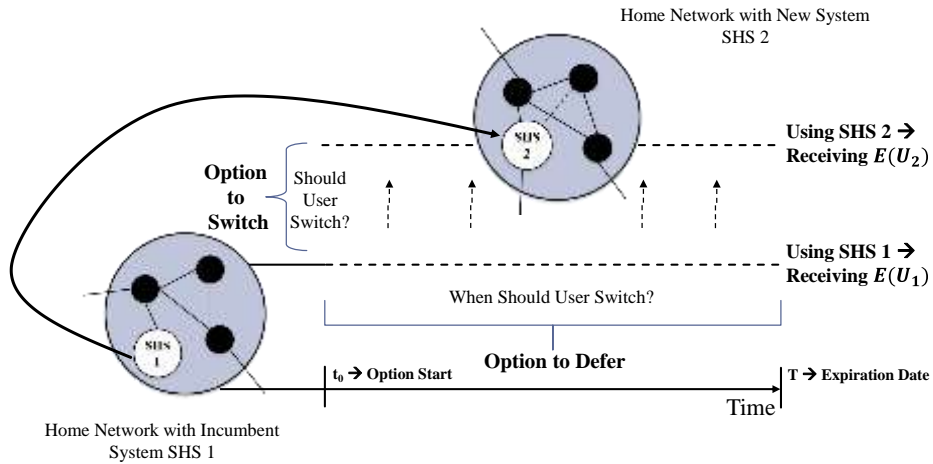 Home Network with New System
SHS 2
SHS
2
Using SHS 2 →
Receiving E(U₂)
Option
to
Switch
Should
User
Switch?
Using SHS 1 →
Receiving E(U₁)
When Should User Switch?
SHS
1
Option to Defer
t₀ → Option Start
T → Expiration Date
Time
Home Network with Incumbent
System SHS 1